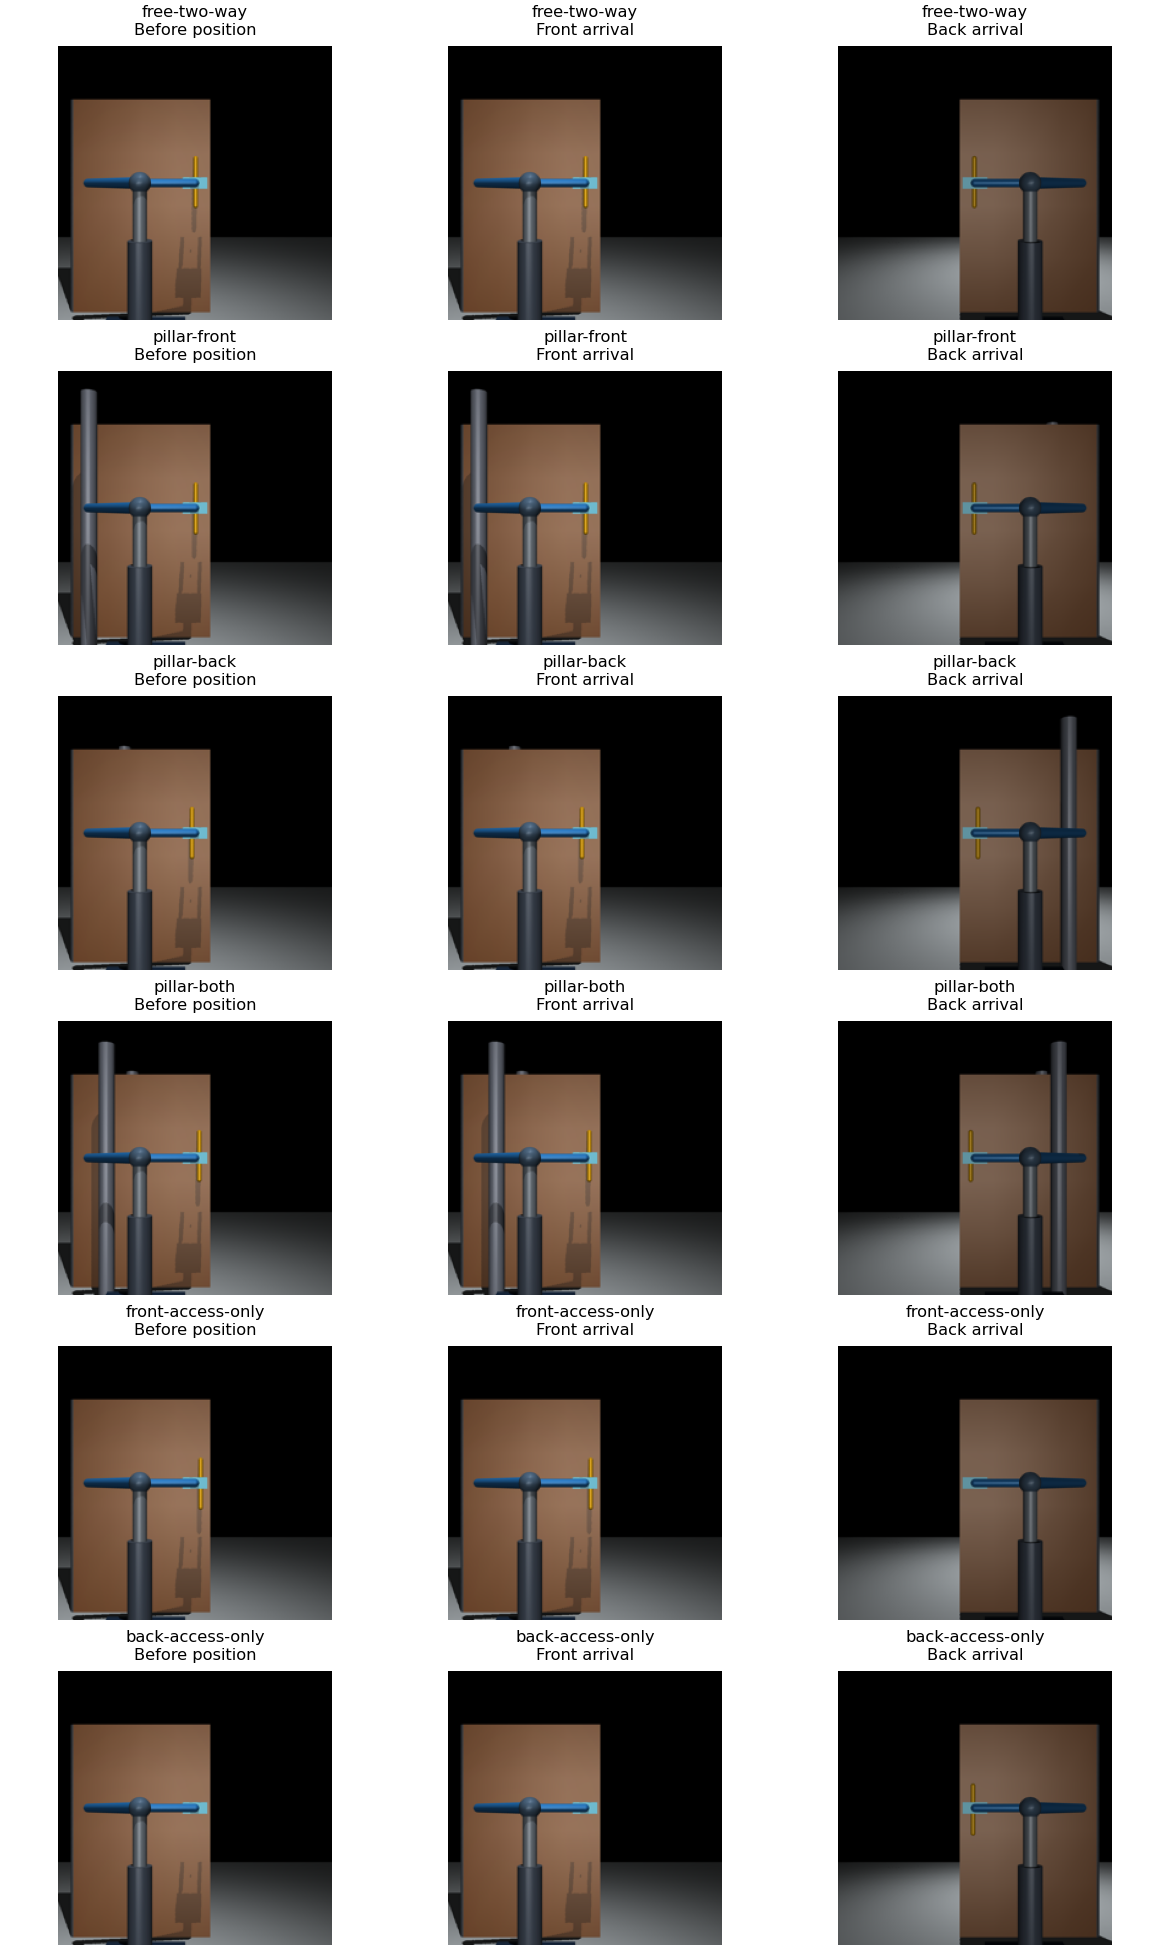 free-two-way
Before position
free-two-way
Front arrival
free-two-way
Back arrival
pillar-front
Before position
pillar-front
Front arrival
pillar-front
Back arrival
pillar-back
Before position
pillar-back
Front arrival
pillar-back
Back arrival
pillar-both
Before position
pillar-both
Front arrival
pillar-both
Back arrival
front-access-only
Before position
front-access-only
Front arrival
front-access-only
Back arrival
back-access-only
Before position
back-access-only
Front arrival
back-access-only
Back arrival